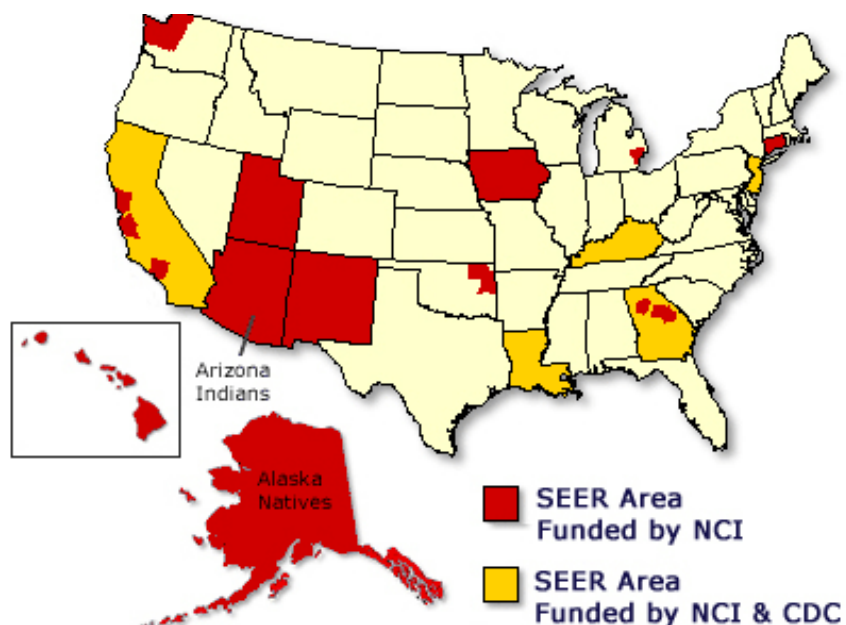 Arizona
Indians
Alaska
Natives
SEER Area
Funded by NCI
SEER Area
Funded by NCI & CDC